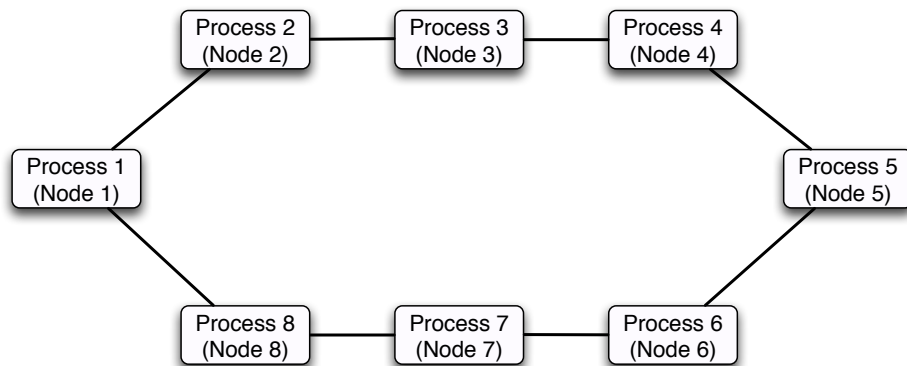 Process 2
(Node 2)
Process 3
(Node 3)
Process 4
(Node 4)
Process 1
(Node 1)
Process 5
(Node 5)
Process 8
(Node 8)
Process 7
(Node 7)
Process 6
(Node 6)